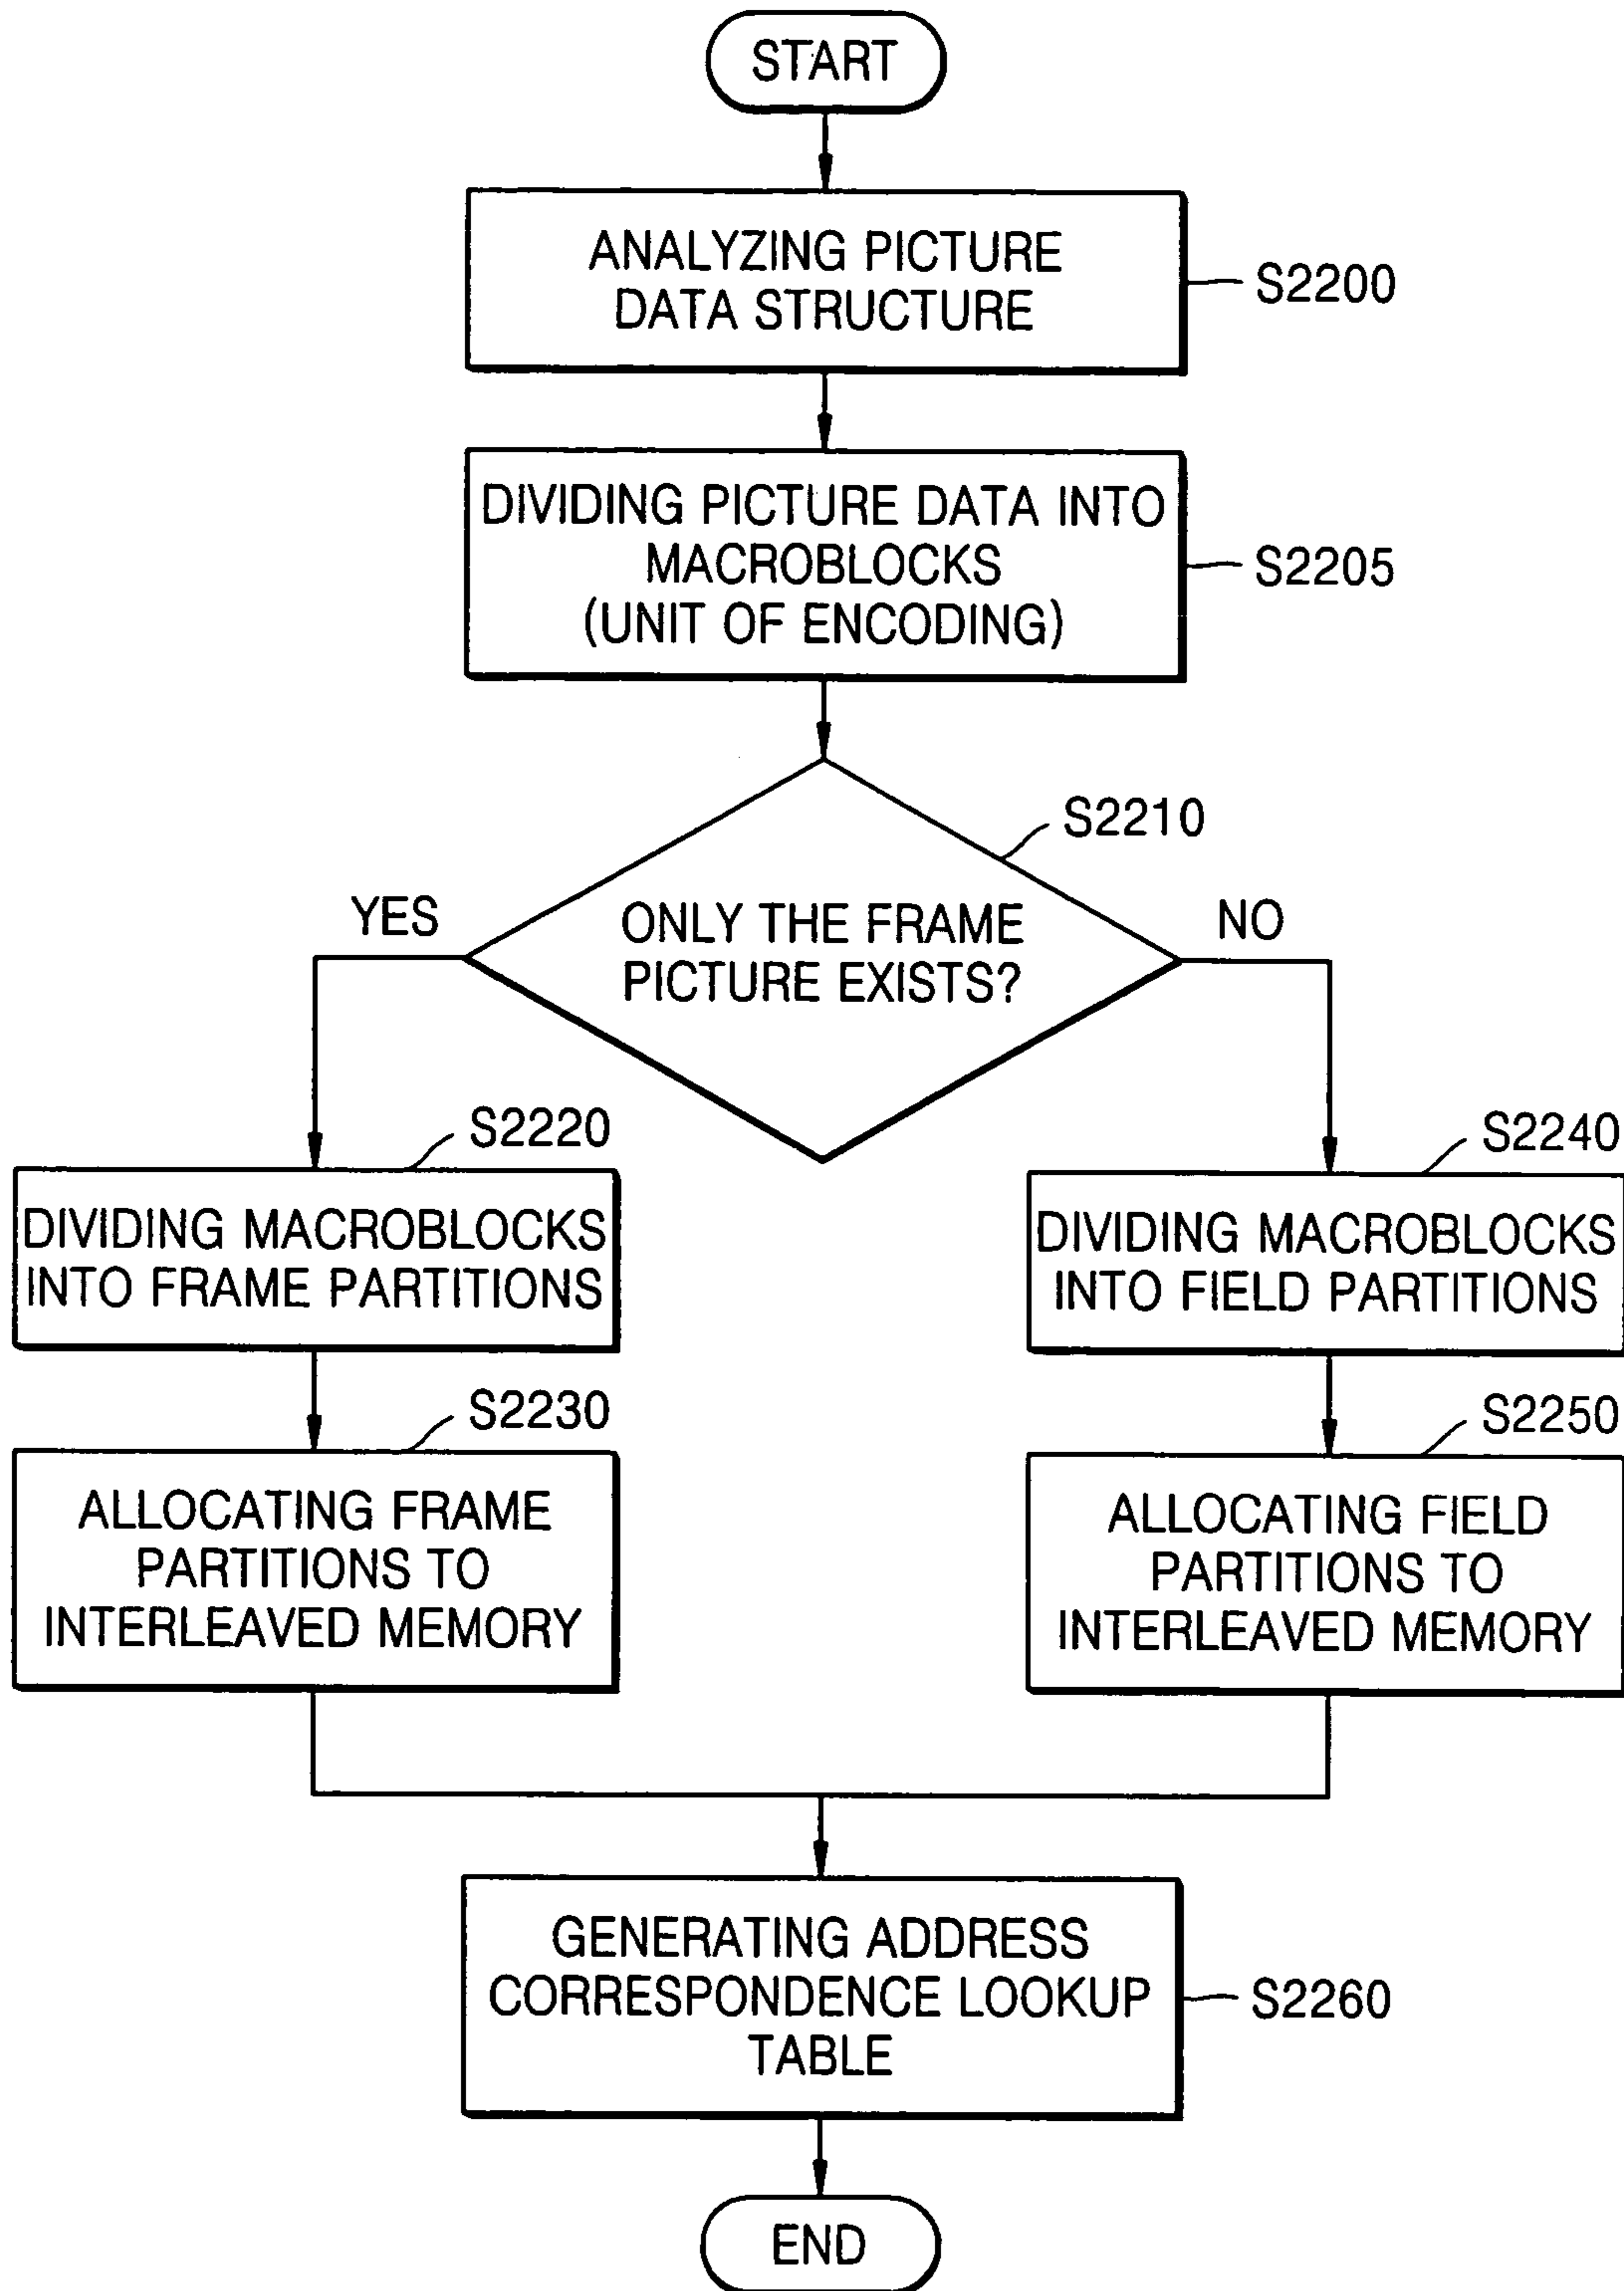 START
ANALYZING PICTURE
DATA STRUCTURE
S2200
DIVIDING PICTURE DATA INTO
MACROBLOCKS
(UNIT OF ENCODING)
S2205
S2210
ONLY THE FRAME
PICTURE EXISTS?
YES
NO
S2220
DIVIDING MACROBLOCKS
INTO FRAME PARTITIONS
S2240
DIVIDING MACROBLOCKS
INTO FIELD PARTITIONS
S2230
ALLOCATING FRAME
PARTITIONS TO
INTERLEAVED MEMORY
S2250
ALLOCATING FIELD
PARTITIONS TO
INTERLEAVED MEMORY
GENERATING ADDRESS
CORRESPONDENCE LOOKUP
TABLE
S2260
END